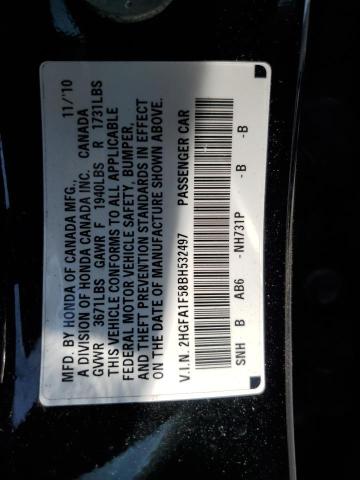 MFD. BY HONDA OF CANADA MFG., 11/'10
A DIVISION OF HONDA CANADA INC. CANADA
GVWR 3671LBS GAWR F 1940LBS R 1731LBS
THIS VEHICLE CONFORMS TO ALL APPLICABLE
FEDERAL MOTOR VEHICLE SAFETY, BUMPER,
AND THEFT PREVENTION STANDARDS IN EFFECT
ON THE DATE OF MANUFACTURE SHOWN ABOVE.
V.I.N. 2HGFA1F58BH532497 PASSENGER CAR
SNH B AB6 -NH731P -B -B